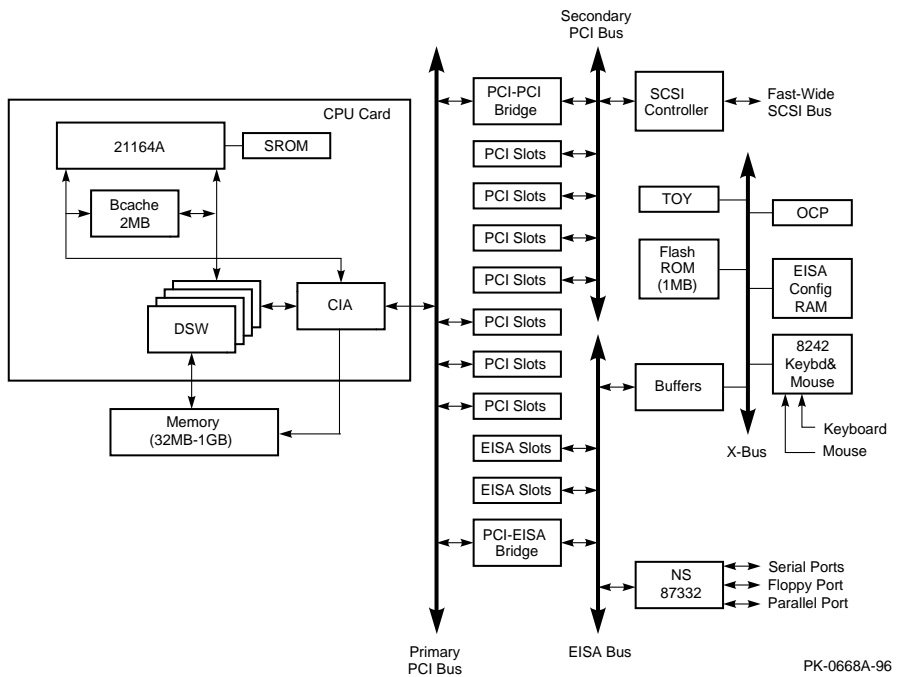 Secondary
PCI Bus
CPU Card
21164A
SROM
Bcache
2MB
DSW
CIA
Memory
(32MB-1GB)
PCI-PCI
Bridge
PCI Slots
PCI Slots
PCI Slots
PCI Slots
PCI Slots
PCI Slots
PCI Slots
EISA Slots
EISA Slots
PCI-EISA
Bridge
Primary
PCI Bus
SCSI
Controller
Fast-Wide
SCSI Bus
TOY
OCP
Flash
ROM
(1MB)
EISA
Config
RAM
8242
Keybd&
Mouse
Buffers
X-Bus
Keyboard
Mouse
NS
87332
Serial Ports
Floppy Port
Parallel Port
EISA Bus
PK-0668A-96